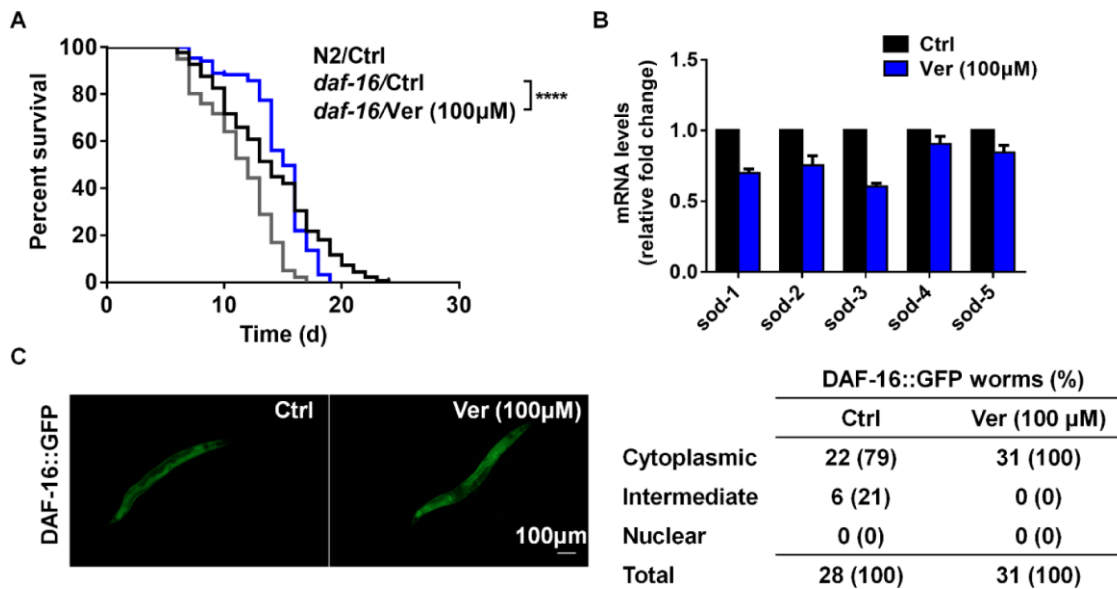 A
Percent survival
100
80
60
40
20
0
0
10
20
30
Time (d)
N2/Ctrl
daf-16/Ctrl
daf-16/Ver (100μM)
****
B
mRNA levels
(relative fold change)
1.5
1.0
0.5
0.0
Ctrl
Ver (100μM)
sod-1
sod-2
sod-3
sod-4
sod-5
C
DAF-16::GFP
Ctrl
Ver (100μM)
100μm
DAF-16::GFP worms (%)
Ctrl Ver (100 μM)
Cytoplasmic 22 (79) 31 (100)
Intermediate 6 (21) 0 (0)
Nuclear 0 (0) 0 (0)
Total 28 (100) 31 (100)